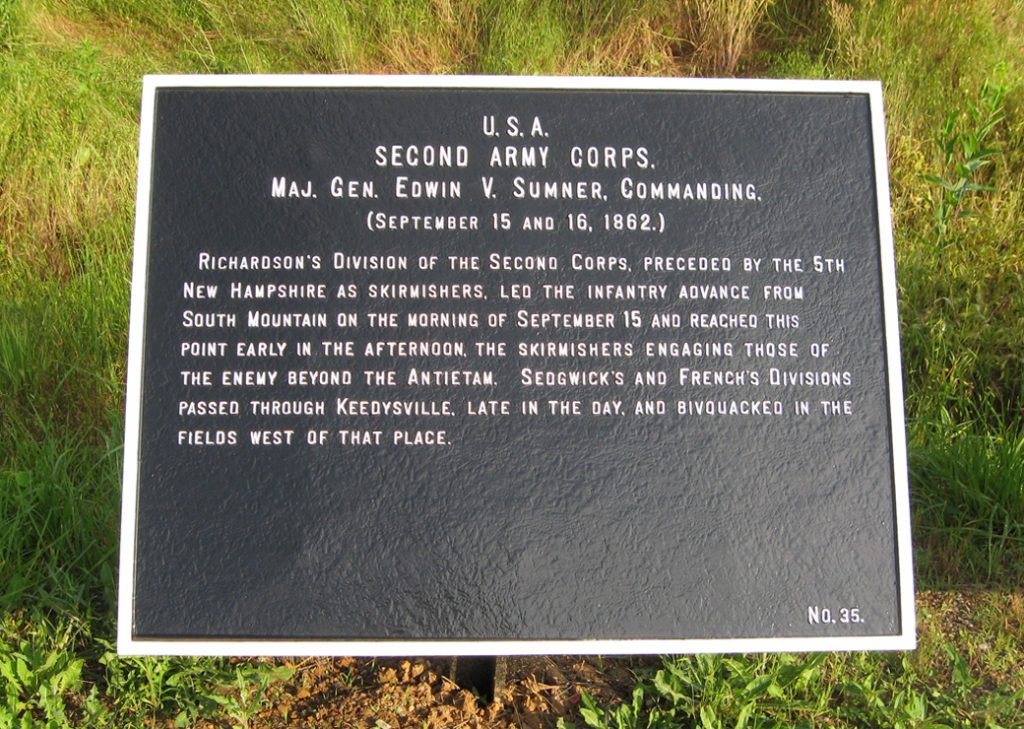 U.S.A.
SECOND ARMY CORPS.
MAJ. GEN. EDWIN V. SUMNER, COMMANDING.
(SEPTEMBER 15 AND 16, 1862.)
RICHARDSON'S DIVISION OF THE SECOND CORPS, PRECEDED BY THE 5TH
NEW HAMPSHIRE AS SKIRMISHERS, LED THE INFANTRY ADVANCE FROM
SOUTH MOUNTAIN ON THE MORNING OF SEPTEMBER 15 AND REACHED THIS
POINT EARLY IN THE AFTERNOON, THE SKIRMISHERS ENGAGING THOSE OF
THE ENEMY BEYOND THE ANTIETAM. SEDGWICK'S AND FRENCH'S DIVISIONS
PASSED THROUGH KEEDYSVILLE, LATE IN THE DAY, AND BIVOUACKED IN THE
FIELDS WEST OF THAT PLACE.
NO. 35.